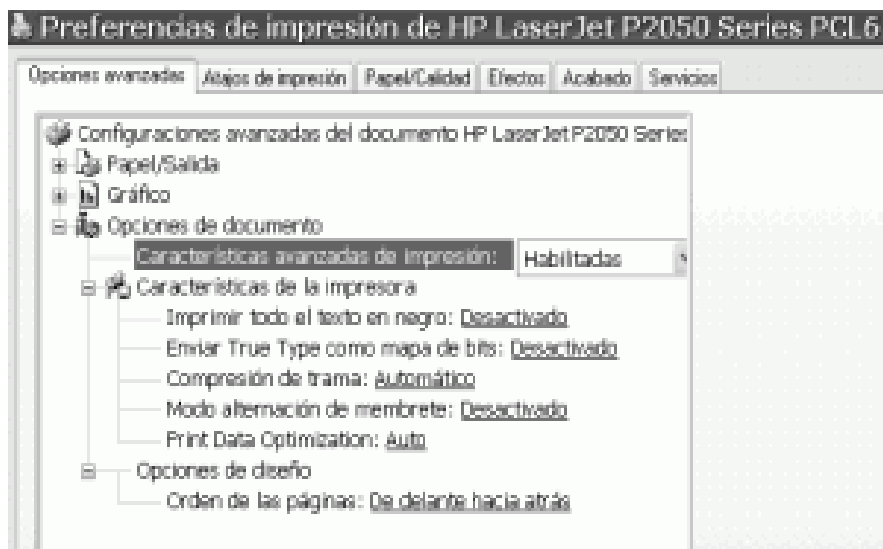 Preferencias de impresión de HP LaserJet P2050 Series PCL6
Opciones avanzadas Atajos de impresión Papel/Calidad Efectos Acabado Servicios
Configuraciones avanzadas del documento HP LaserJet P2050 Series
Papel/Salida
Gráfico
Opciones de documento
Características avanzadas de impresión: Habilitadas
Características de la impresora
Imprimir todo el texto en negro: Desactivado
Enviar True Type como mapa de bits: Desactivado
Compresión de trama: Automático
Modo alternación de membrete: Desactivado
Print Data Optimization: Auto
Opciones de diseño
Orden de las páginas: De delante hacia atrás